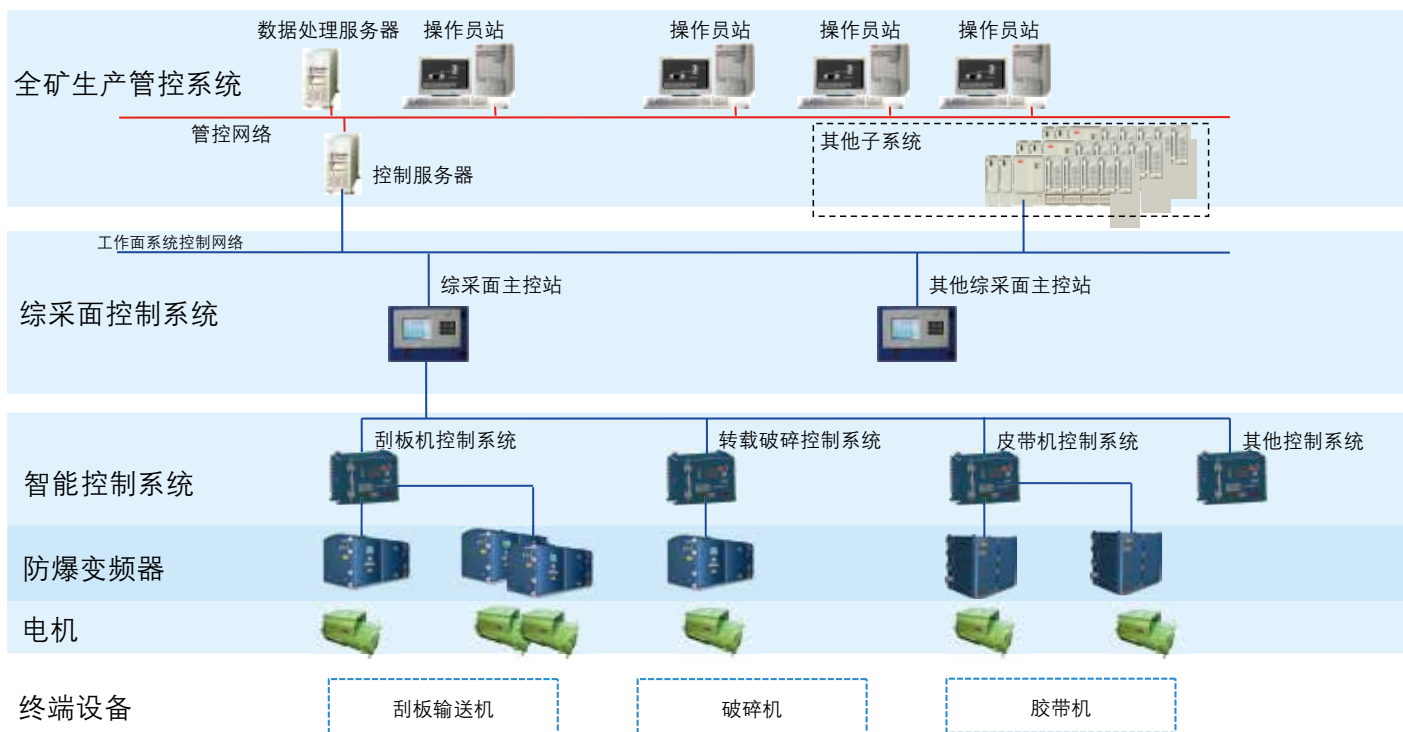 数据处理服务器 操作员站 操作员站 操作员站 操作员站
全矿生产管控系统
管控网络
其他子系统
控制服务器
工作面系统控制网络
综采面主控站 其他综采面主控站
综采面控制系统
刮板机控制系统 转载破碎控制系统 皮带机控制系统 其他控制系统
智能控制系统
防爆变频器
电机
终端设备
刮板输送机 破碎机 胶带机